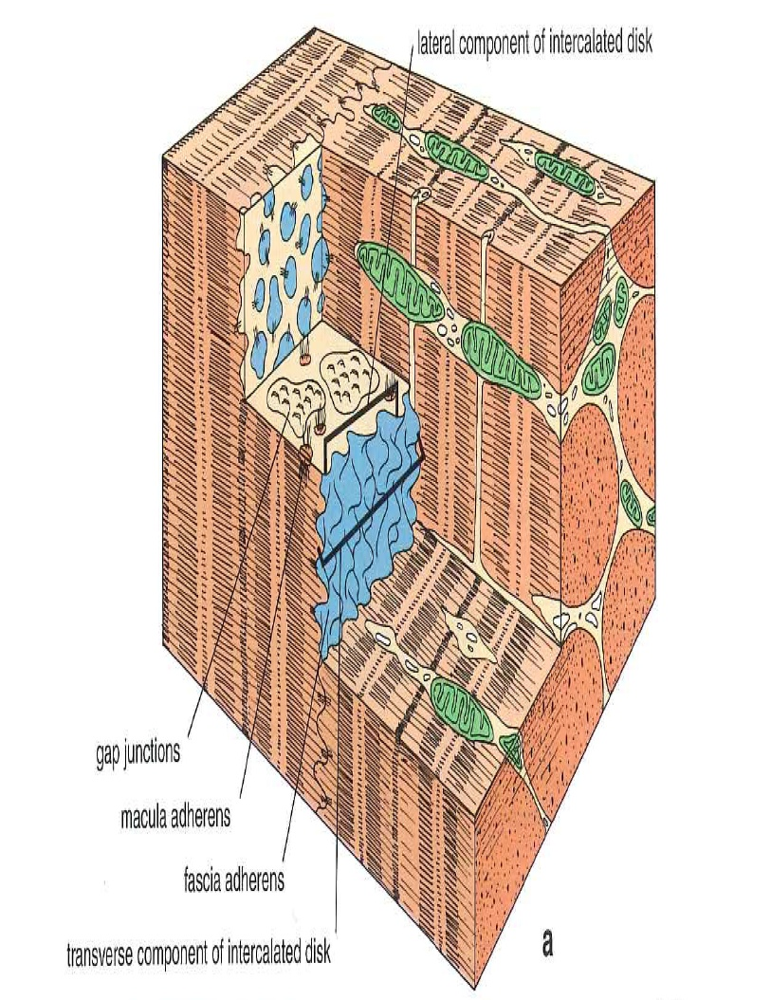 lateral component of intercalated disk
gap junctions
macula adherens
fascia adherens
transverse component of intercalated disk
a